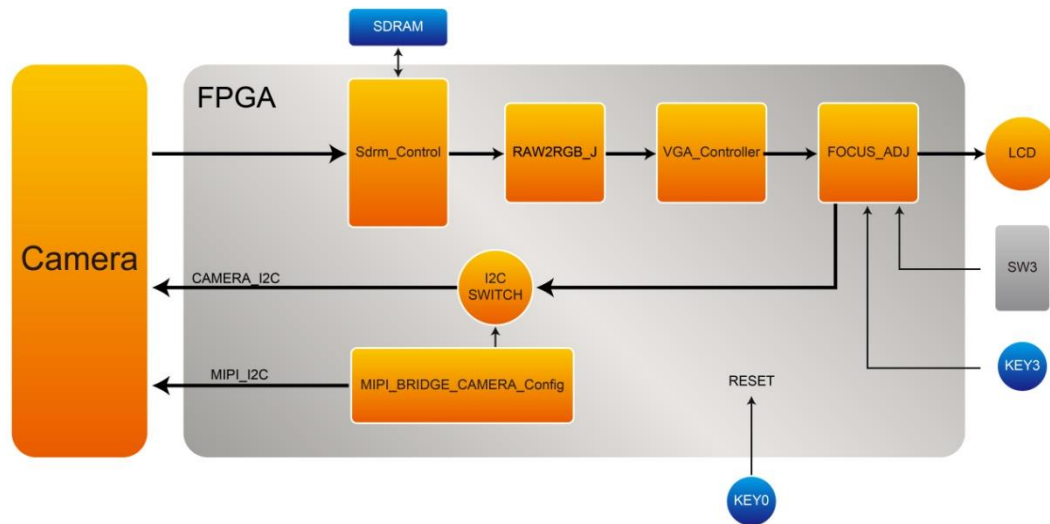 SDRAM
FPGA
Sdrm_Control
RAW2RGB_J
VGA_Controller
FOCUS_ADJ
LCD
Camera
CAMERA_I2C
I2C
SWITCH
SW3
MIPI_I2C
MIPI_BRIDGE_CAMERA_Config
RESET
KEY3
KEY0